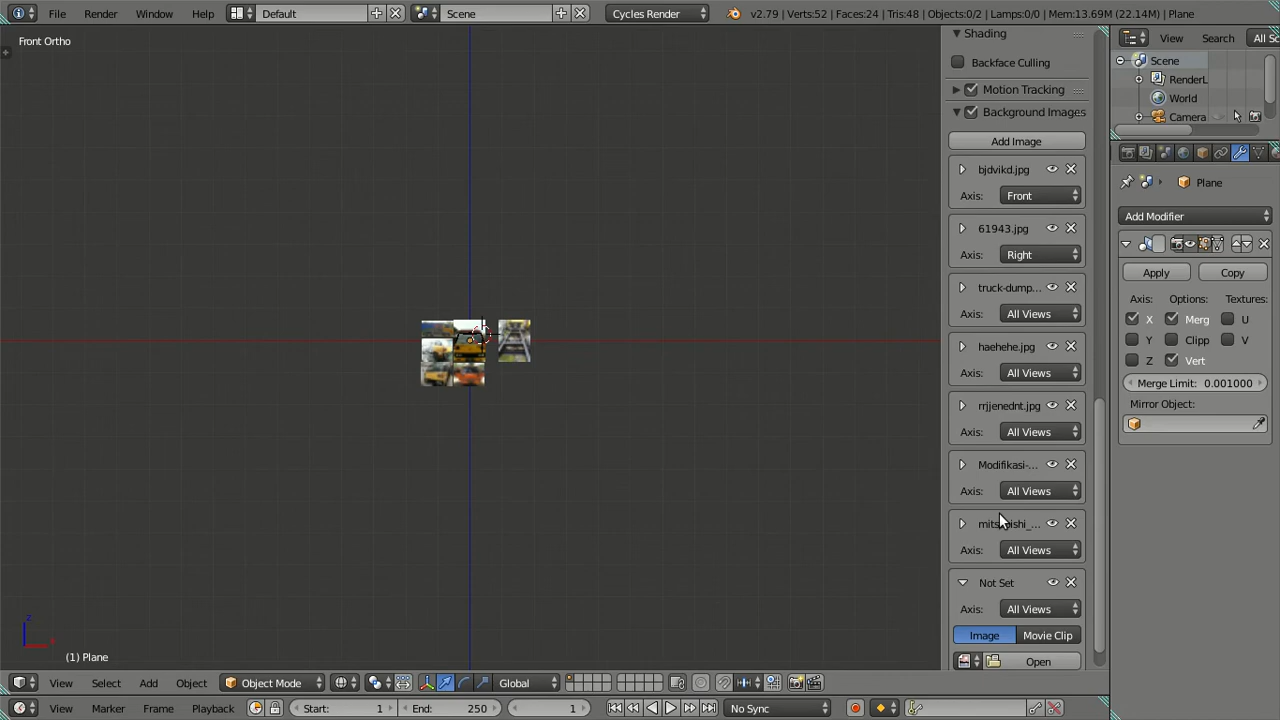 File Render Window Help Default Scene Cycles Render v2.79 | Verts:52 | Faces:24 | Tris:48 | Objects:0/2 | Lamps:0/0 | Mem:13.69M (22.14M) | Plane
Front Ortho
Shading
Backface Culling
Motion Tracking
Background Images
Add Image
bjdvikd.jpg
Axis: Front
61943.jpg
Axis: Right
truck-dump...
Axis: All Views
haehehe.jpg
Axis: All Views
rrjjenednt.jpg
Axis: All Views
Modifikasi-...
Axis: All Views
Axis: All Views
Not Set
Axis: All Views
Image Movie Clip
Open
View Search All Sc
Scene
RenderL
World
Camera
Plane
Add Modifier
Apply Copy
Axis: Options: Textures:
X Merg U
Y Clipp V
Z Vert
Merge Limit: 0.001000
Mirror Object:
z
x
(1) Plane
View Select Add Object Object Mode Global
View Marker Frame Playback Start: 1 End: 250 1 No Sync